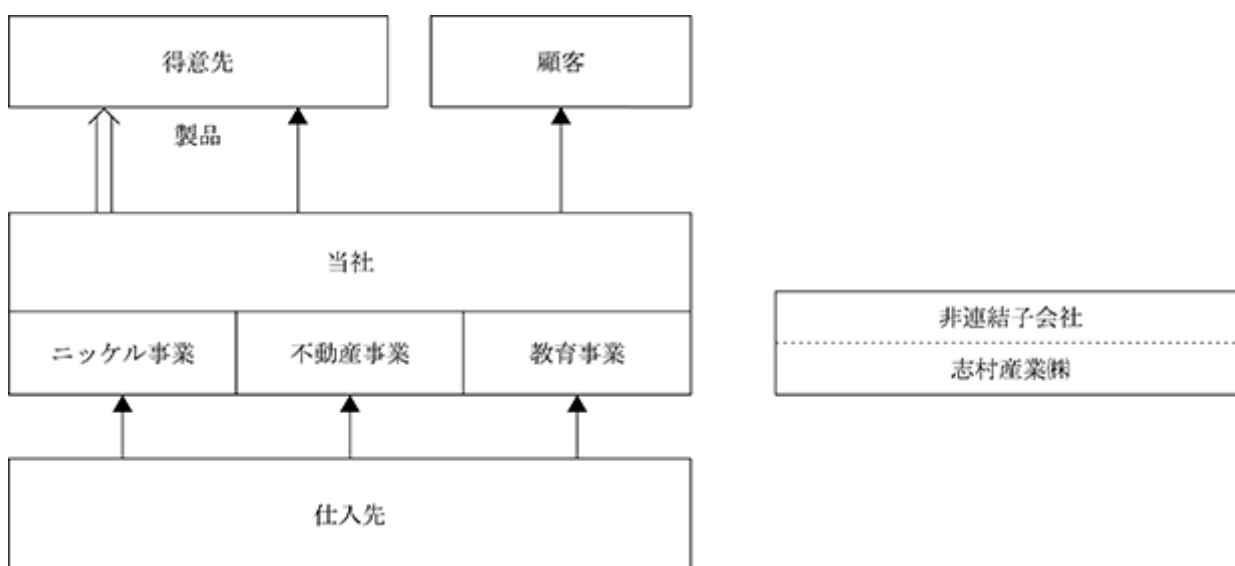 得意先
顧客
製品
当社
ニッケル事業
不動産事業
教育事業
非連結子会社
志村産業㈱
仕入先